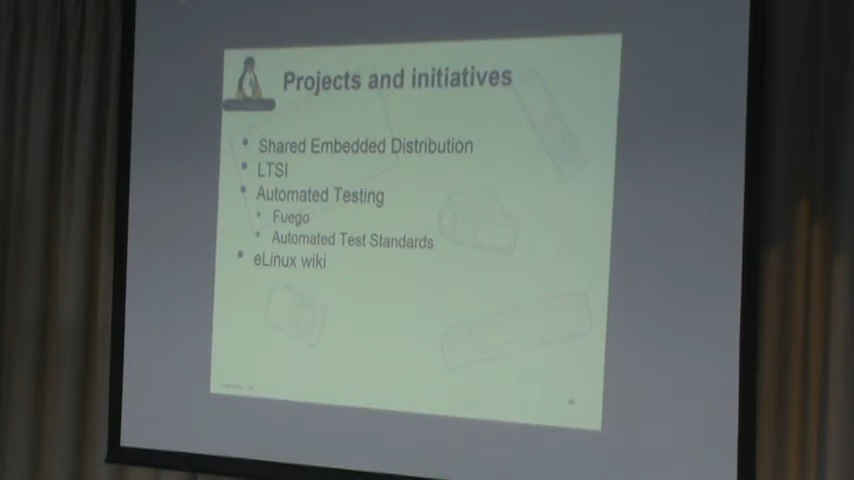 Projects and initiatives
• Shared Embedded Distribution
• LTSI
• Automated Testing
• Fuego
• Automated Test Standards
• eLinux wiki